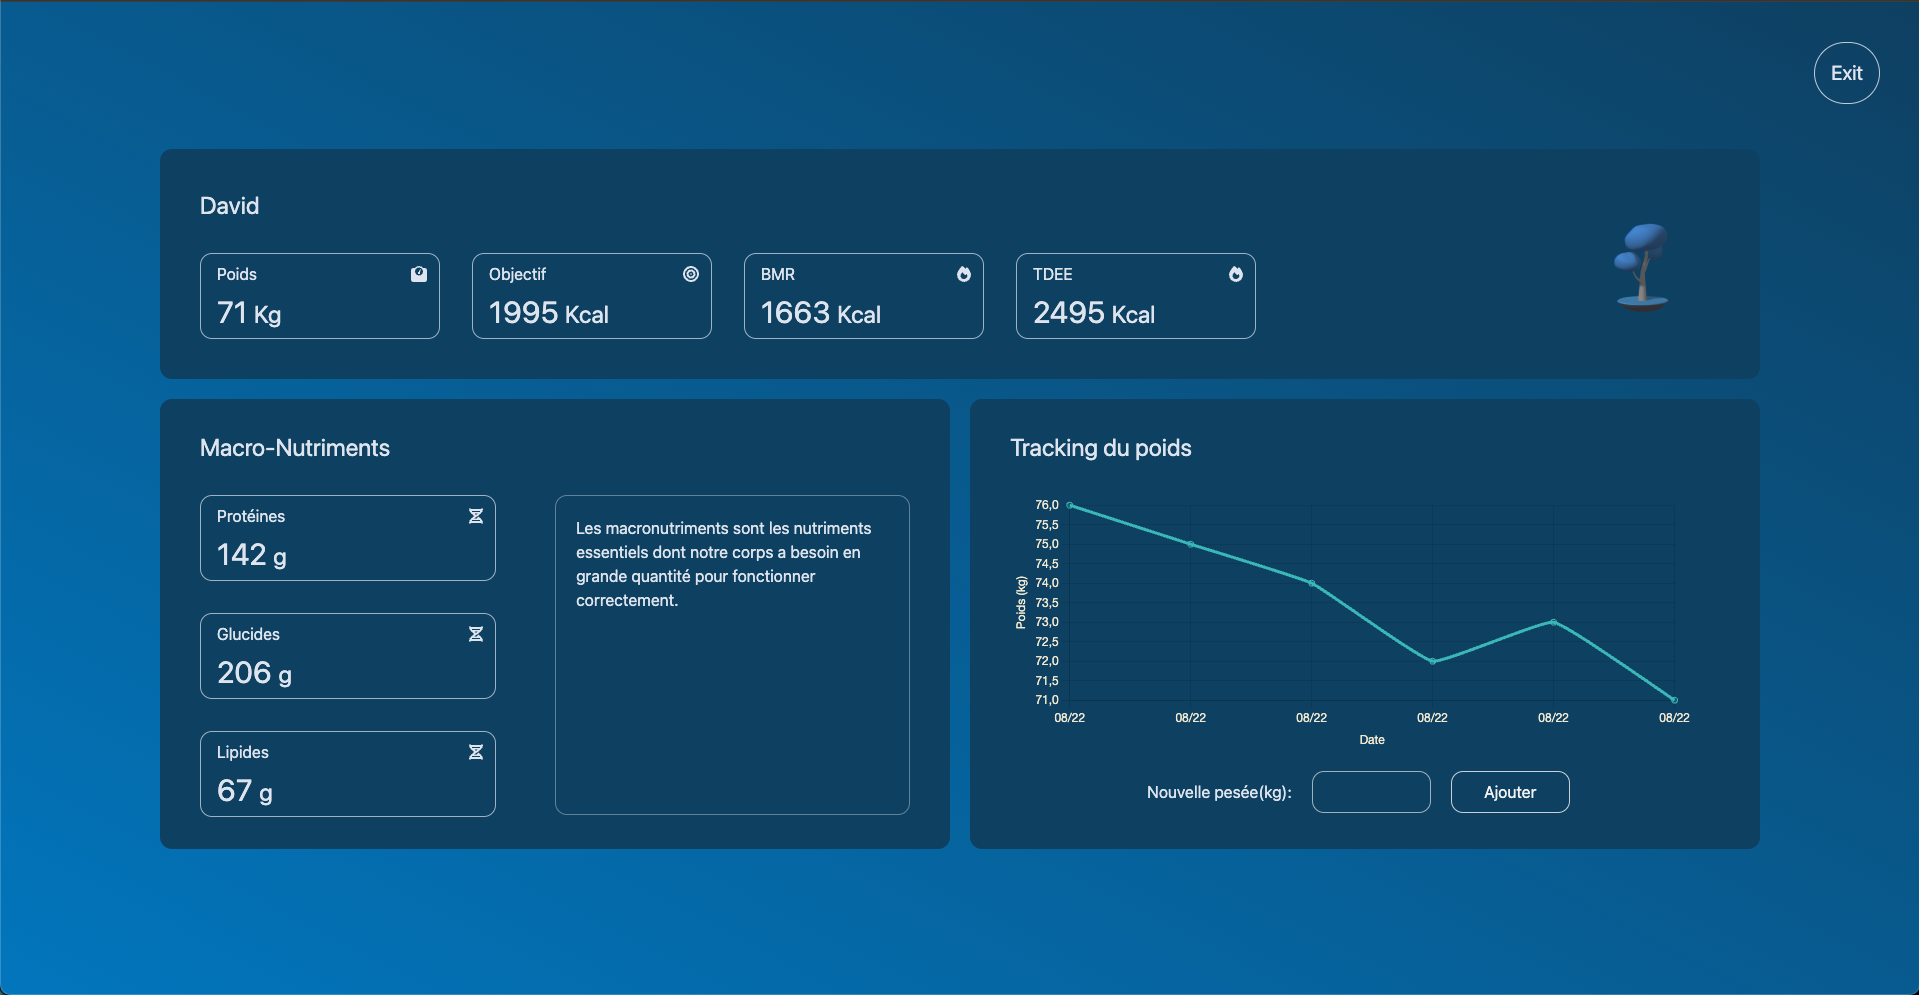 Exit
David
Poids
71 Kg
Objectif
1995 Kcal
BMR
1663 Kcal
TDEE
2495 Kcal
Macro-Nutriments
Protéines
142 g
Glucides
206 g
Lipides
67 g
Les macronutriments sont les nutriments
essentiels dont notre corps a besoin en
grande quantité pour fonctionner
correctement.
Tracking du poids
Poids (kg)
76,0
75,5
75,0
74,5
74,0
73,5
73,0
72,5
72,0
71,5
71,0
08/22 08/22 08/22 08/22 08/22 08/22
Date
Nouvelle pesée(kg):
Ajouter